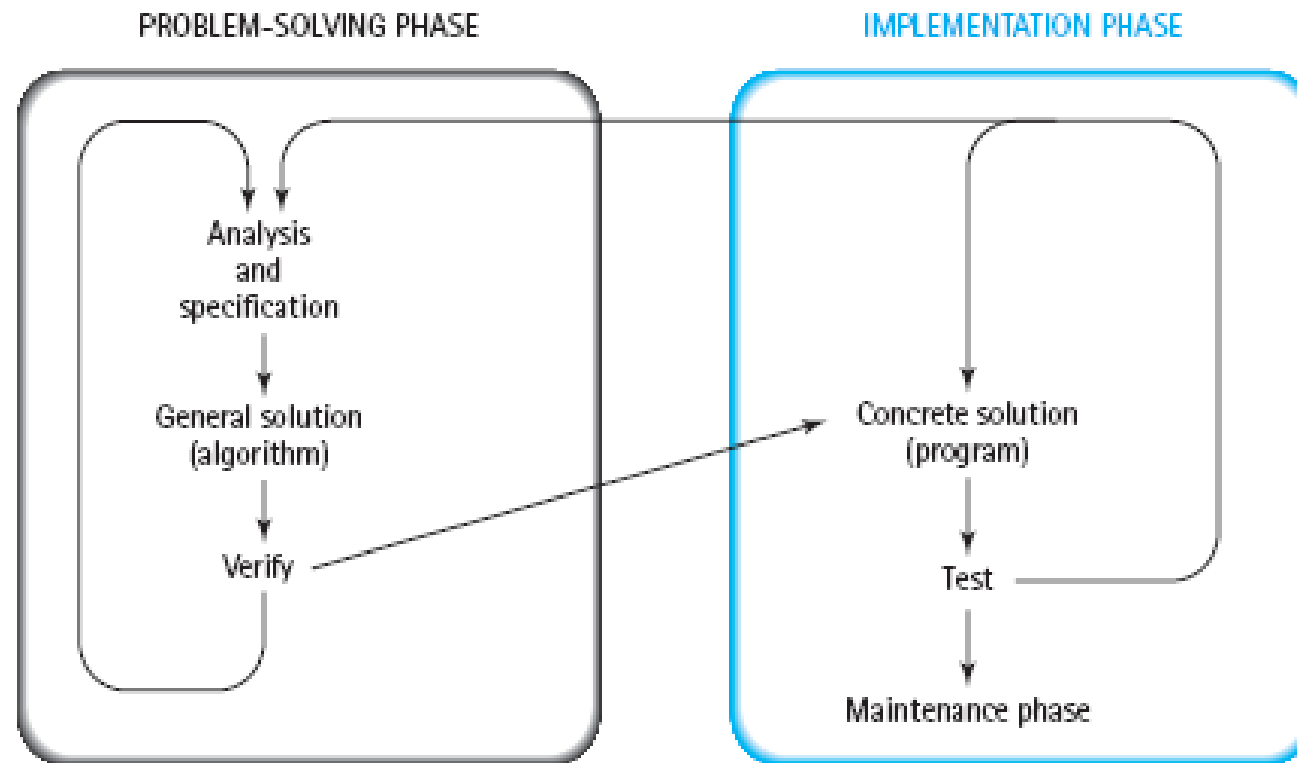 PROBLEM-SOLVING PHASE
Analysis
and
specification
General solution
(algorithm)
Verify
IMPLEMENTATION PHASE
Concrete solution
(program)
Test
Maintenance phase